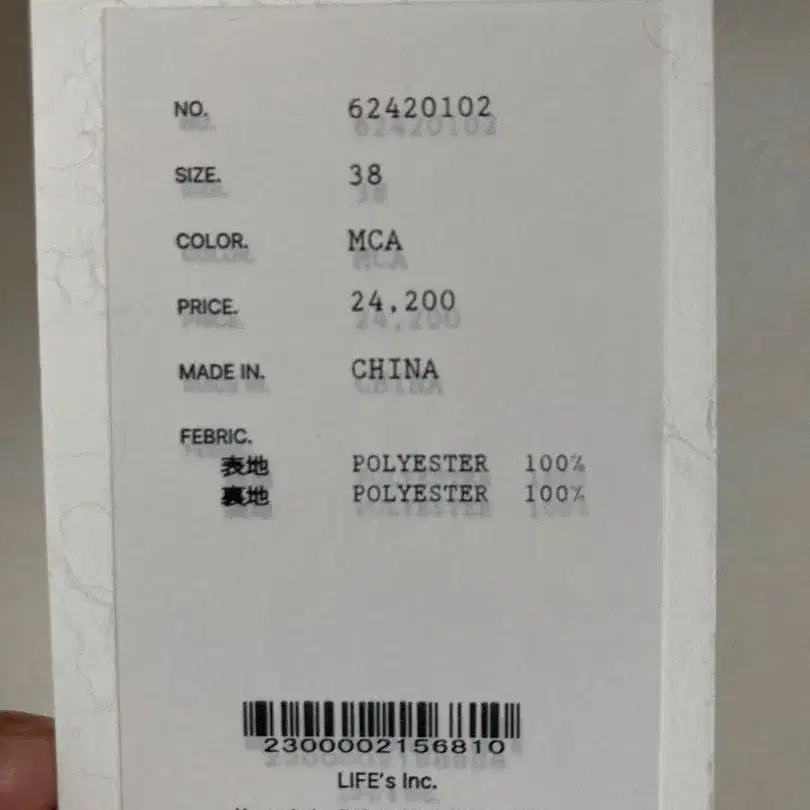 NO. 62420102
SIZE. 38
COLOR. MCA
PRICE. 24,200
MADE IN. CHINA
FEBRIC.
表地 POLYESTER 100%
裏地 POLYESTER 100%
2300002156810
LIFE's Inc.